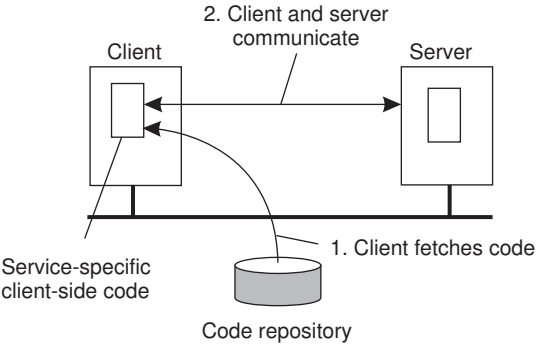 2. Client and server
communicate
Client
Server
1. Client fetches code
Service-specific
client-side code
Code repository